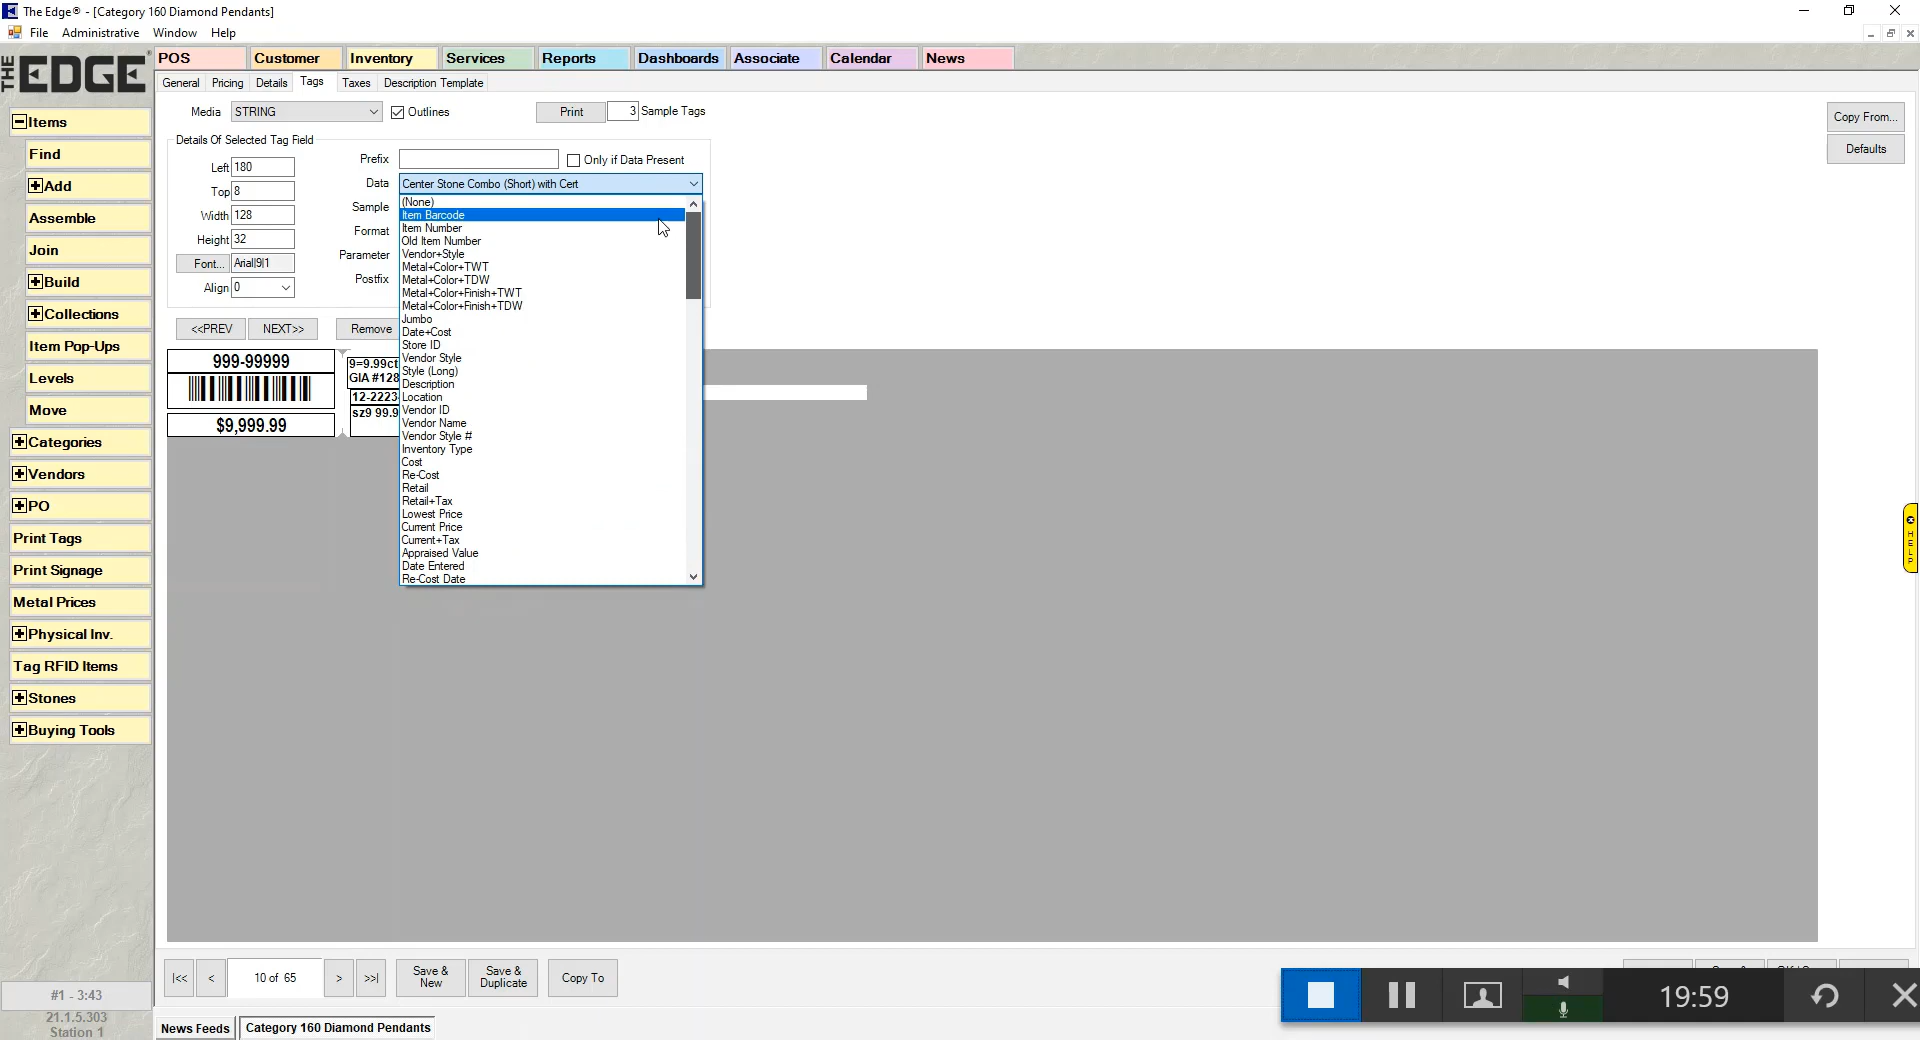 The Edge® - [Category 160 Diamond Pendants]
File Administrative Window Help
THE EDGE
POS Customer Inventory Services Reports Dashboards Associate Calendar News
General Pricing Details Tags Taxes Description Template
Media STRING Outlines Print 3 Sample Tags
Copy From...
Defaults
Details Of Selected Tag Field
Left 180
Top 8
Width 128
Height 32
Font... Arial|9|1
Align 0
Prefix Only if Data Present
Data Center Stone Combo (Short) with Cert
Sample
Format
Parameter
Postfix
(None)
Item Barcode
Item Number
Old Item Number
Vendor+Style
Metal+Color+TWT
Metal+Color+TDW
Metal+Color+Finish+TWT
Metal+Color+Finish+TDW
Jumbo
Date+Cost
Store ID
Vendor Style
Style (Long)
Description
Location
Vendor ID
Vendor Name
Vendor Style #
Inventory Type
Cost
Re-Cost
Retail
Retail+Tax
Lowest Price
Current Price
Current+Tax
Appraised Value
Date Entered
Re-Cost Date
<<PREV NEXT>> Remove
999-99999
$9,999.99
9=9.99ct
GIA #128
12-2223
sz9 99.9
Items
Find
Add
Assemble
Join
Build
Collections
Item Pop-Ups
Levels
Move
Categories
Vendors
PO
Print Tags
Print Signage
Metal Prices
Physical Inv.
Tag RFID Items
Stones
Buying Tools
HELP
|<< < 10 of 65 > >>|
Save & New
Save & Duplicate
Copy To
#1 - 3:43
21.1.5.303
Station 1
News Feeds Category 160 Diamond Pendants
19:59